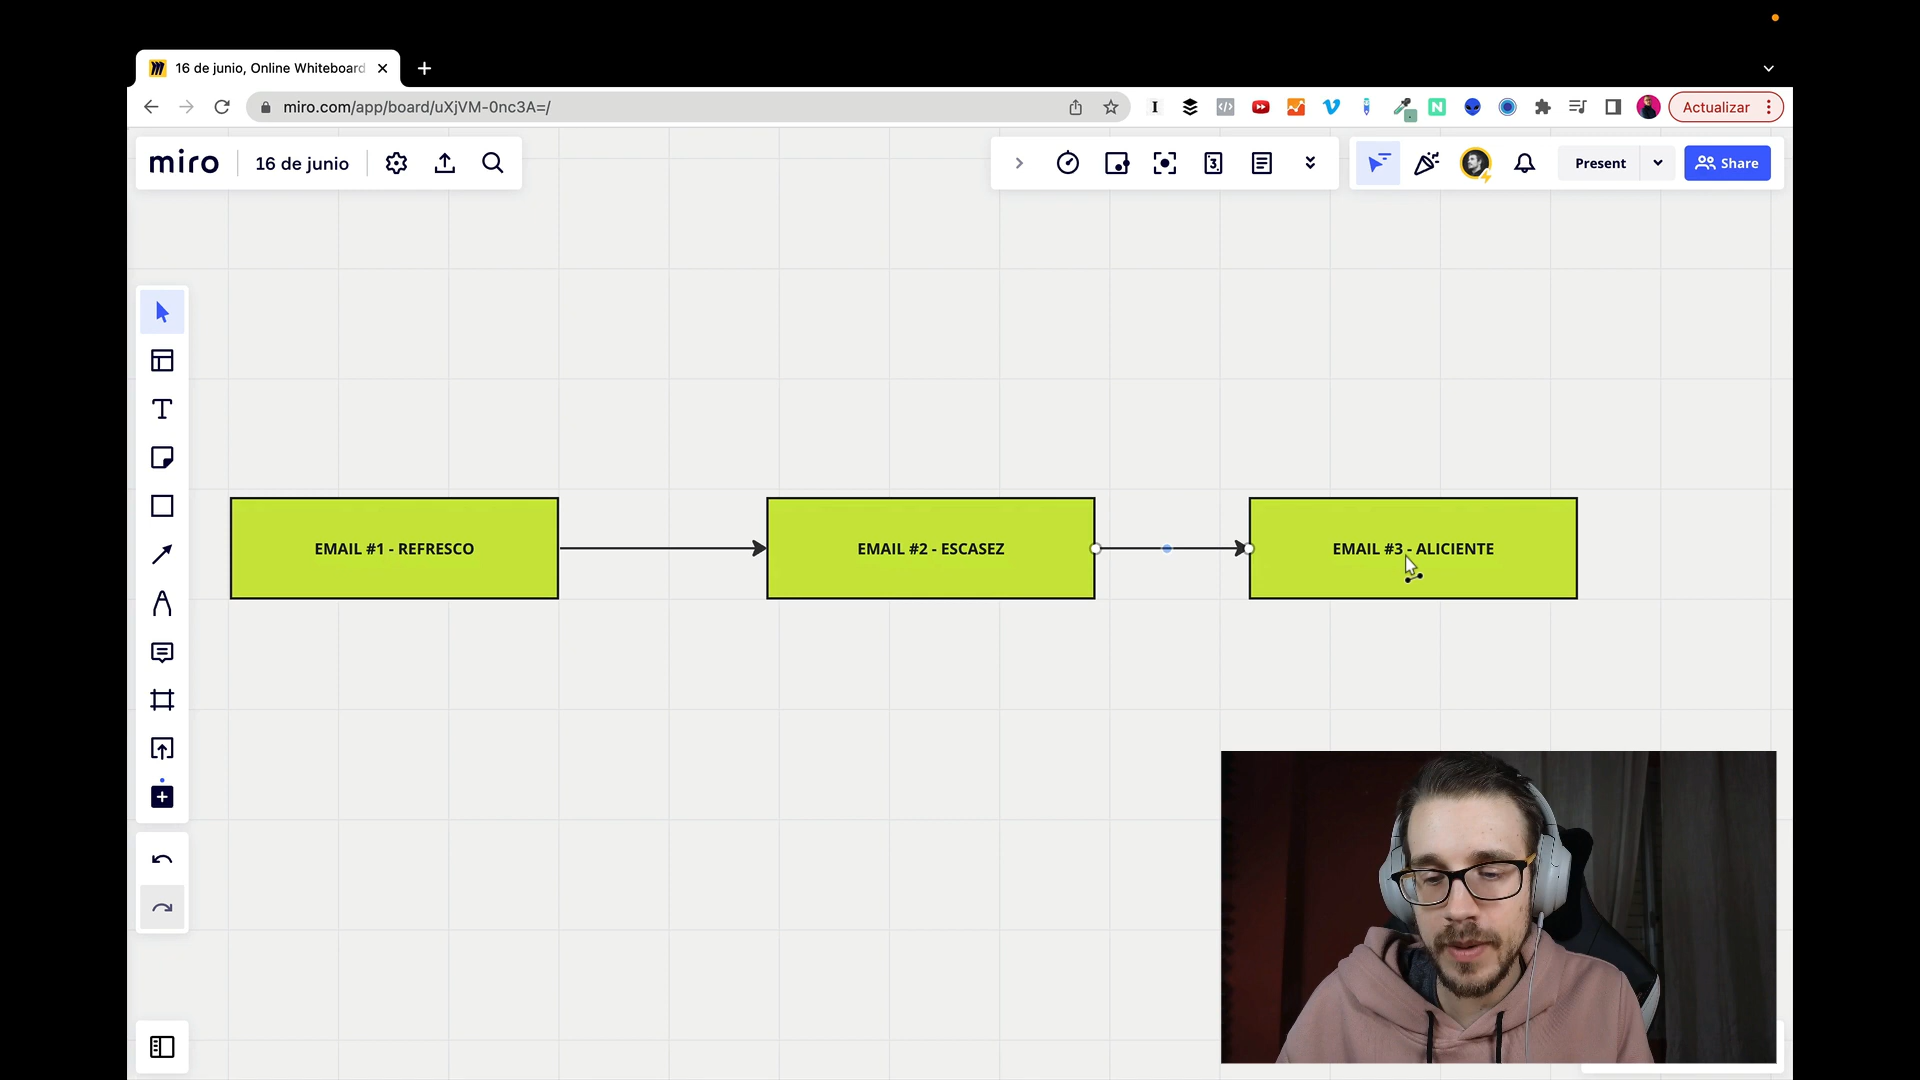 16 de junio, Online Whiteboard
miro.com/app/board/uXjVM-0nc3A=/
Actualizar
miro
16 de junio
Present
Share
EMAIL #1 - REFRESCO
EMAIL #2 - ESCASEZ
EMAIL #3 - ALICIENTE